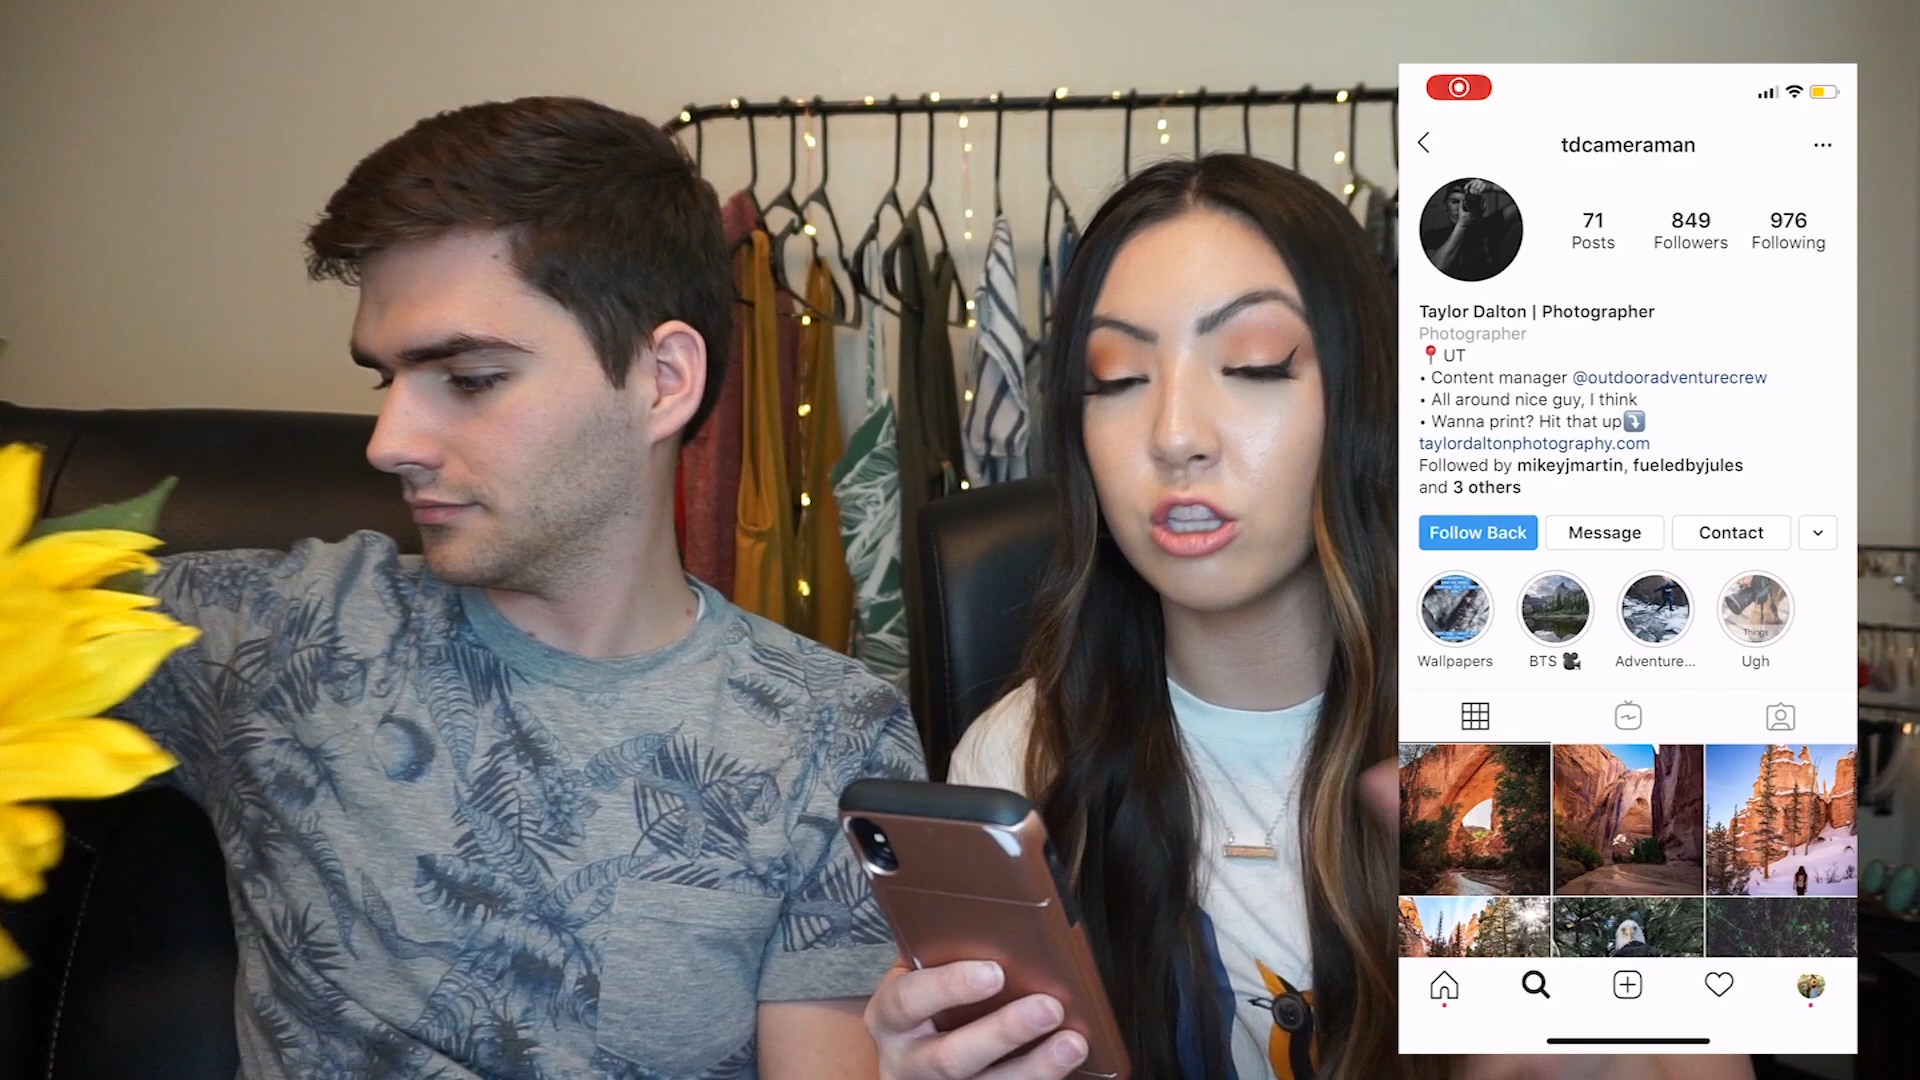 tdcameraman
71 849 976
Posts Followers Following
Taylor Dalton | Photographer
Photographer
📍 UT
• Content manager @outdooradventurecrew
• All around nice guy, I think
• Wanna print? Hit that up⤵️
taylordaltonphotography.com
Followed by mikeyjmartin, fueledbyjules
and 3 others
Follow Back Message Contact
Things
Wallpapers BTS 🎥 Adventure... Ugh